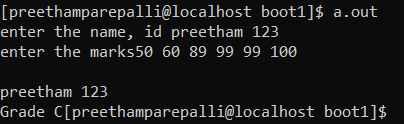 [preethamparepalli@localhost boot1]$ a.out
enter the name, id preetham 123
enter the marks50 60 89 99 99 100
preetham 123
Grade C[preethamparepalli@localhost boot1]$